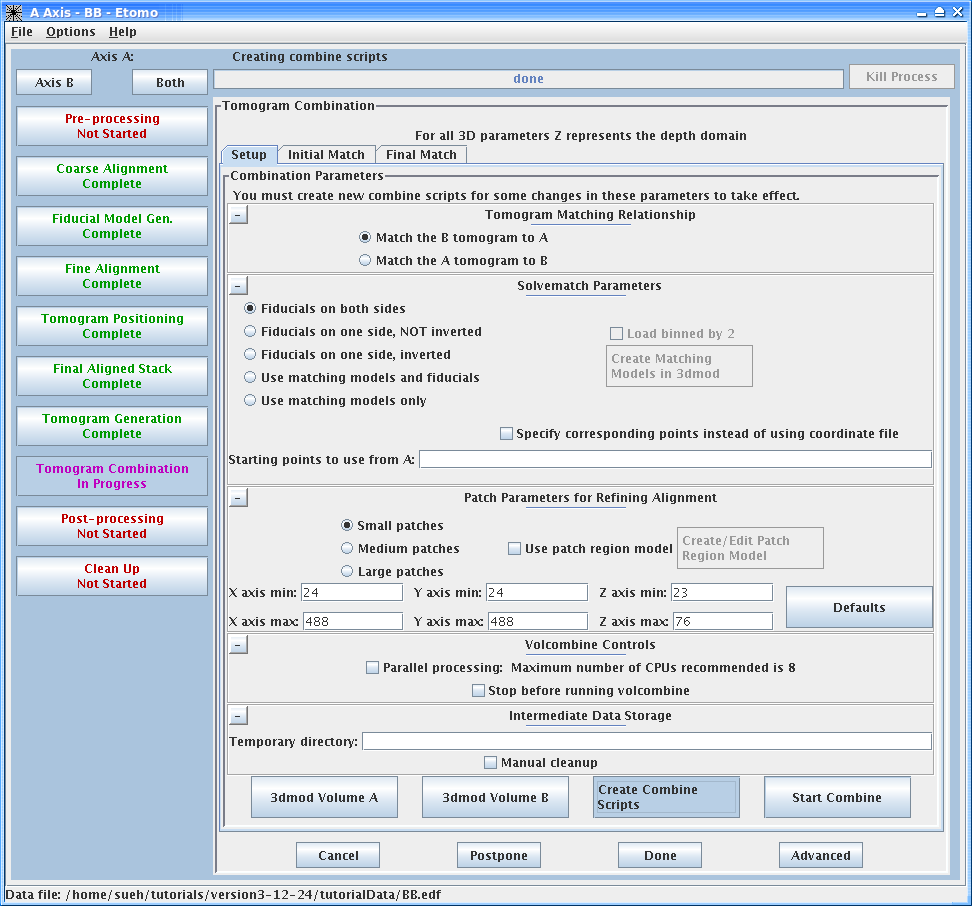 A Axis - BB - Etomo
File Options Help
Axis A:
Creating combine scripts
Axis B
Both
done
Kill Process
Pre-processing
Not Started
Coarse Alignment
Complete
Fiducial Model Gen.
Complete
Fine Alignment
Complete
Tomogram Positioning
Complete
Final Aligned Stack
Complete
Tomogram Generation
Complete
Tomogram Combination
In Progress
Post-processing
Not Started
Clean Up
Not Started
Tomogram Combination
For all 3D parameters Z represents the depth domain
Setup Initial Match Final Match
Combination Parameters
You must create new combine scripts for some changes in these parameters to take effect.
Tomogram Matching Relationship
Match the B tomogram to A
Match the A tomogram to B
Solvematch Parameters
Fiducials on both sides
Fiducials on one side, NOT inverted
Fiducials on one side, inverted
Use matching models and fiducials
Use matching models only
Load binned by 2
Create Matching
Models in 3dmod
Specify corresponding points instead of using coordinate file
Starting points to use from A:
Patch Parameters for Refining Alignment
Small patches
Medium patches
Large patches
Use patch region model
Create/Edit Patch
Region Model
X axis min: 24 Y axis min: 24 Z axis min: 23
X axis max: 488 Y axis max: 488 Z axis max: 76
Defaults
Volcombine Controls
Parallel processing: Maximum number of CPUs recommended is 8
Stop before running volcombine
Intermediate Data Storage
Temporary directory:
Manual cleanup
3dmod Volume A
3dmod Volume B
Create Combine
Scripts
Start Combine
Cancel
Postpone
Done
Advanced
Data file: /home/sueh/tutorials/version3-12-24/tutorialData/BB.edf